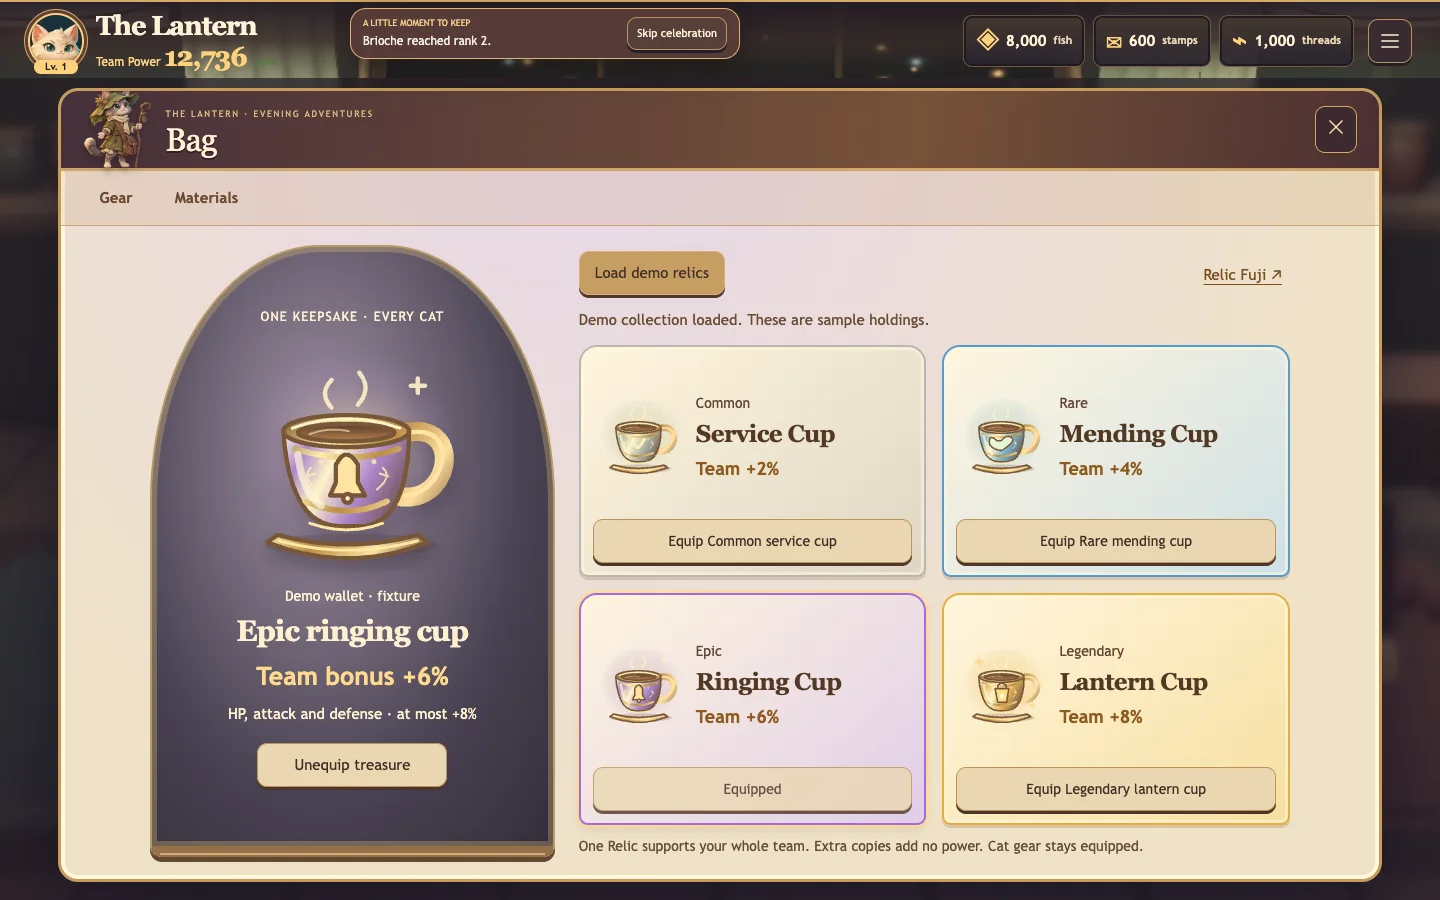 The Lantern
Team Power 12,736
Lv. 1
A LITTLE MOMENT TO KEEP
Brioche reached rank 2.
Skip celebration
8,000 fish
600 stamps
1,000 threads
THE LANTERN · EVENING ADVENTURES
Bag
Gear
Materials
ONE KEEPSAKE · EVERY CAT
Demo wallet · fixture
Epic ringing cup
Team bonus +6%
HP, attack and defense · at most +8%
Unequip treasure
Load demo relics
Relic Fuji ↗
Demo collection loaded. These are sample holdings.
Common
Service Cup
Team +2%
Equip Common service cup
Rare
Mending Cup
Team +4%
Equip Rare mending cup
Epic
Ringing Cup
Team +6%
Equipped
Legendary
Lantern Cup
Team +8%
Equip Legendary lantern cup
One Relic supports your whole team. Extra copies add no power. Cat gear stays equipped.